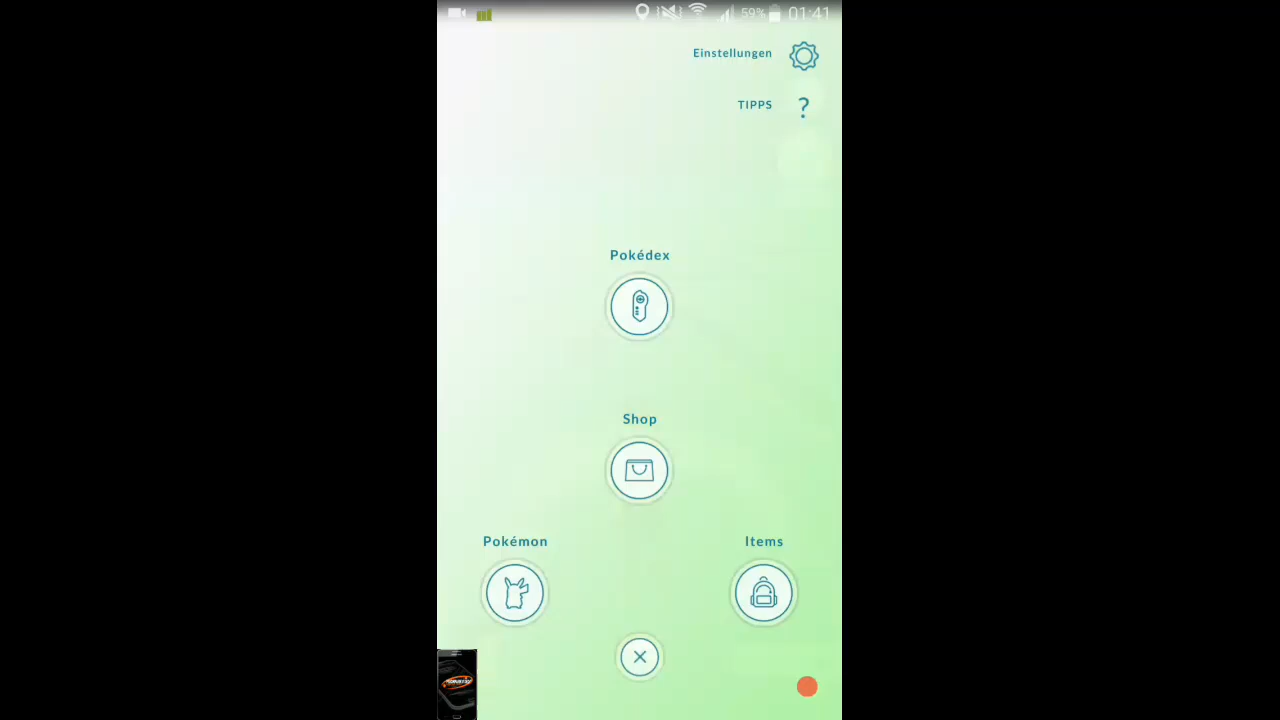 59% 01:41
Einstellungen
TIPPS ?
Pokédex
Shop
Pokémon
Items